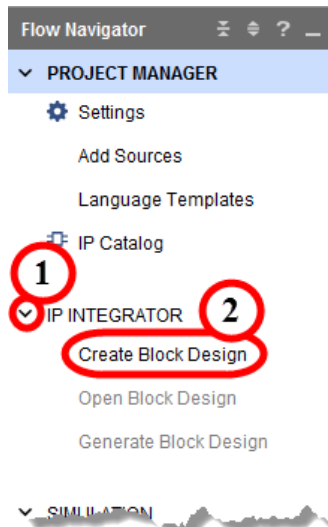 Flow Navigator ?
PROJECT MANAGER
Settings
Add Sources
Language Templates
IP Catalog
1
IP INTEGRATOR 2
Create Block Design
Open Block Design
Generate Block Design
SIMULATION